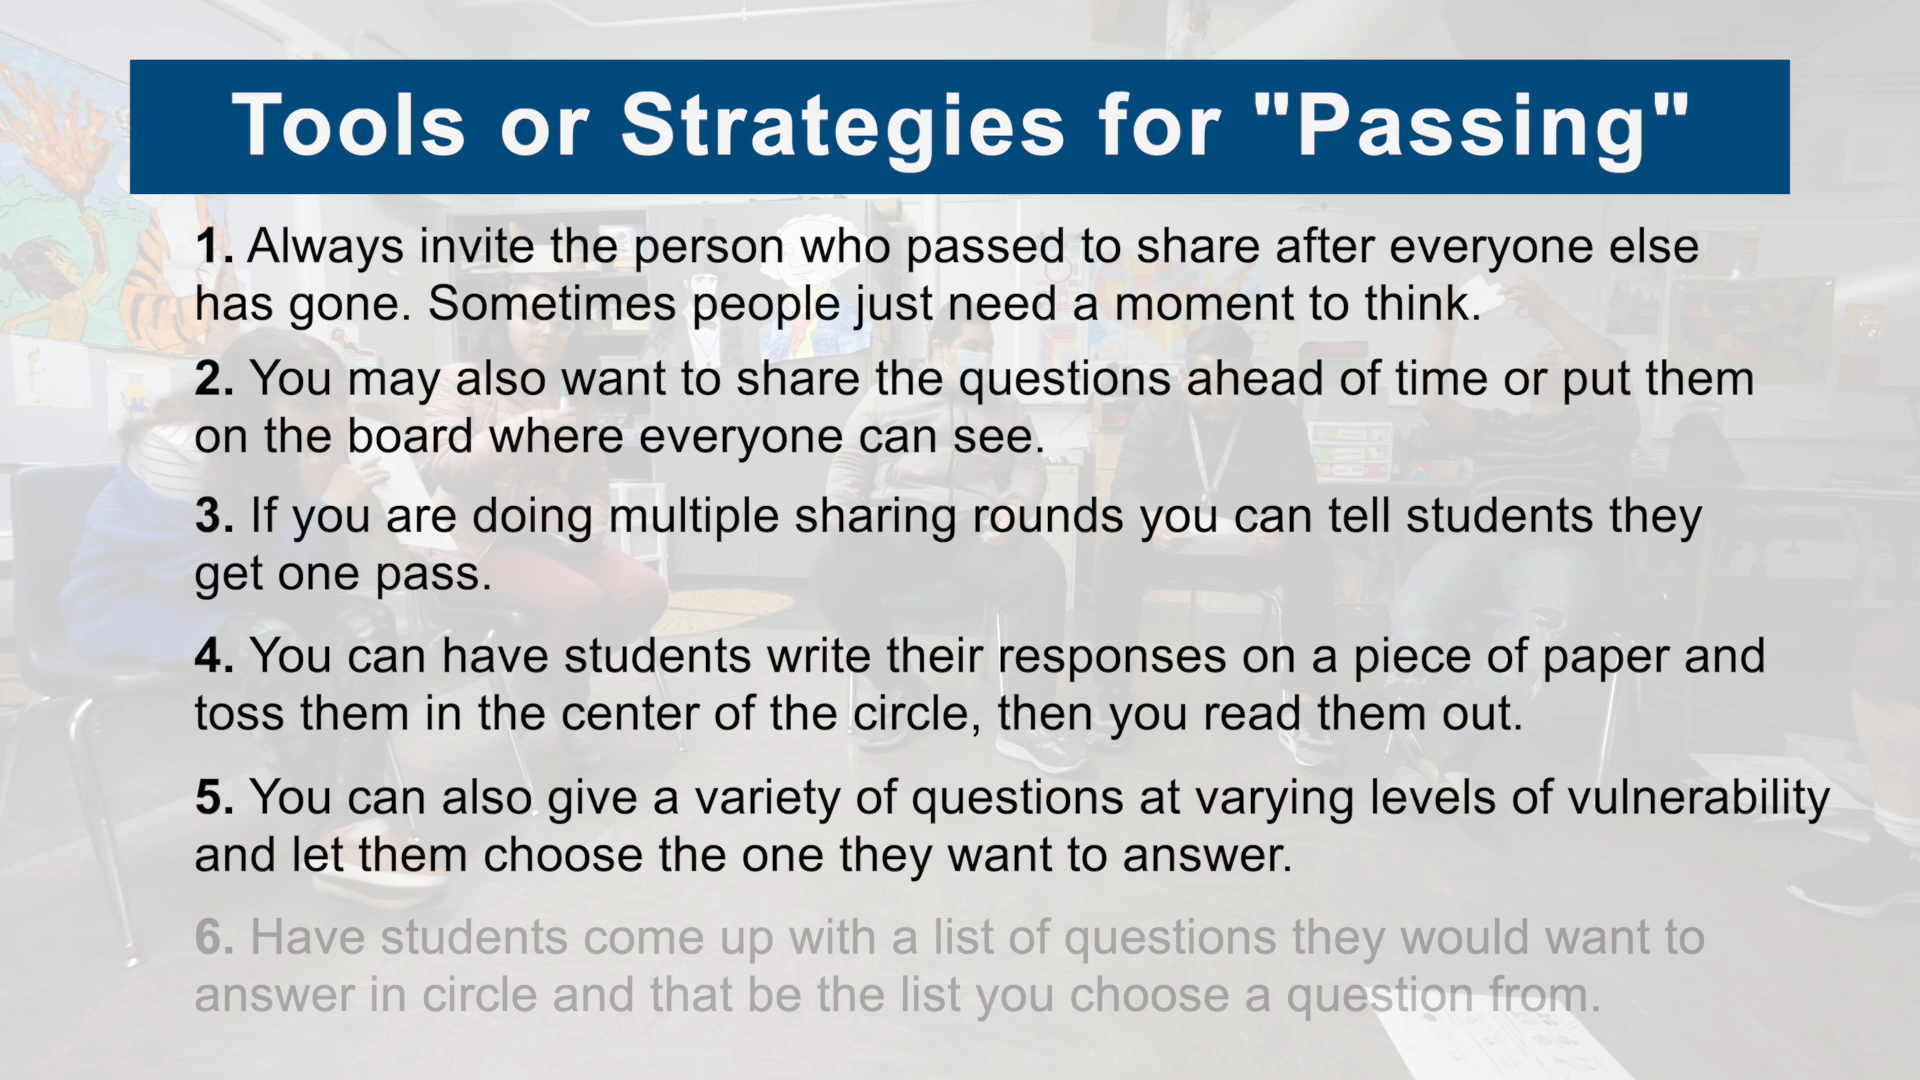 Tools or Strategies for "Passing"
1. Always invite the person who passed to share after everyone else
has gone. Sometimes people just need a moment to think.
2. You may also want to share the questions ahead of time or put them
on the board where everyone can see.
3. If you are doing multiple sharing rounds you can tell students they
get one pass.
4. You can have students write their responses on a piece of paper and
toss them in the center of the circle, then you read them out.
5. You can also give a variety of questions at varying levels of vulnerability
and let them choose the one they want to answer.
6. Have students come up with a list of questions they would want to
answer in circle and that be the list you choose a question from.